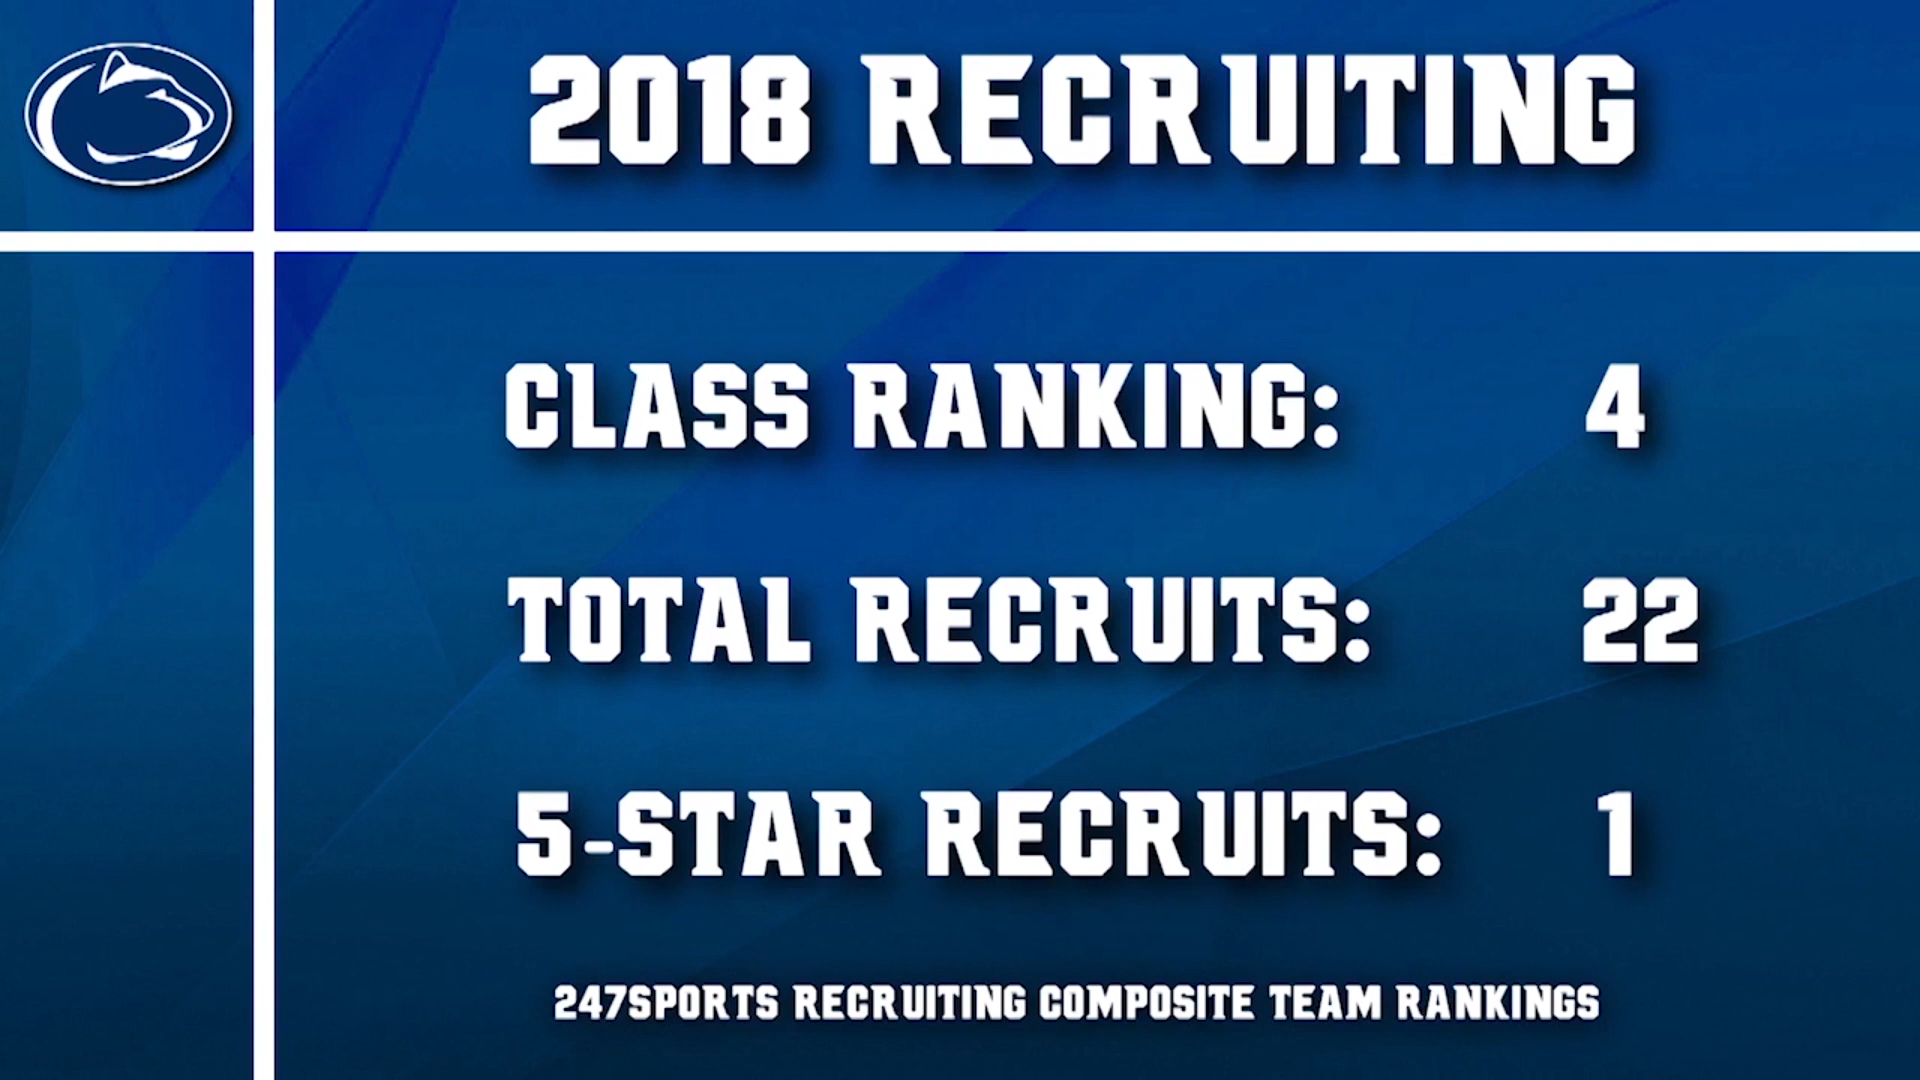 2018 RECRUITING
CLASS RANKING: 4
TOTAL RECRUITS: 22
5-STAR RECRUITS: 1
247SPORTS RECRUITING COMPOSITE TEAM RANKINGS